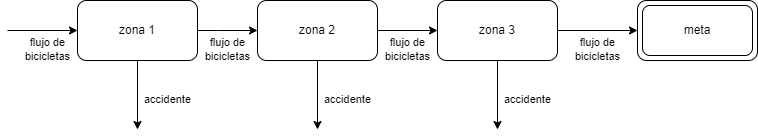 zona 1
zona 2
zona 3
meta
flujo de
bicicletas
flujo de
bicicletas
flujo de
bicicletas
flujo de
bicicletas
accidente
accidente
accidente